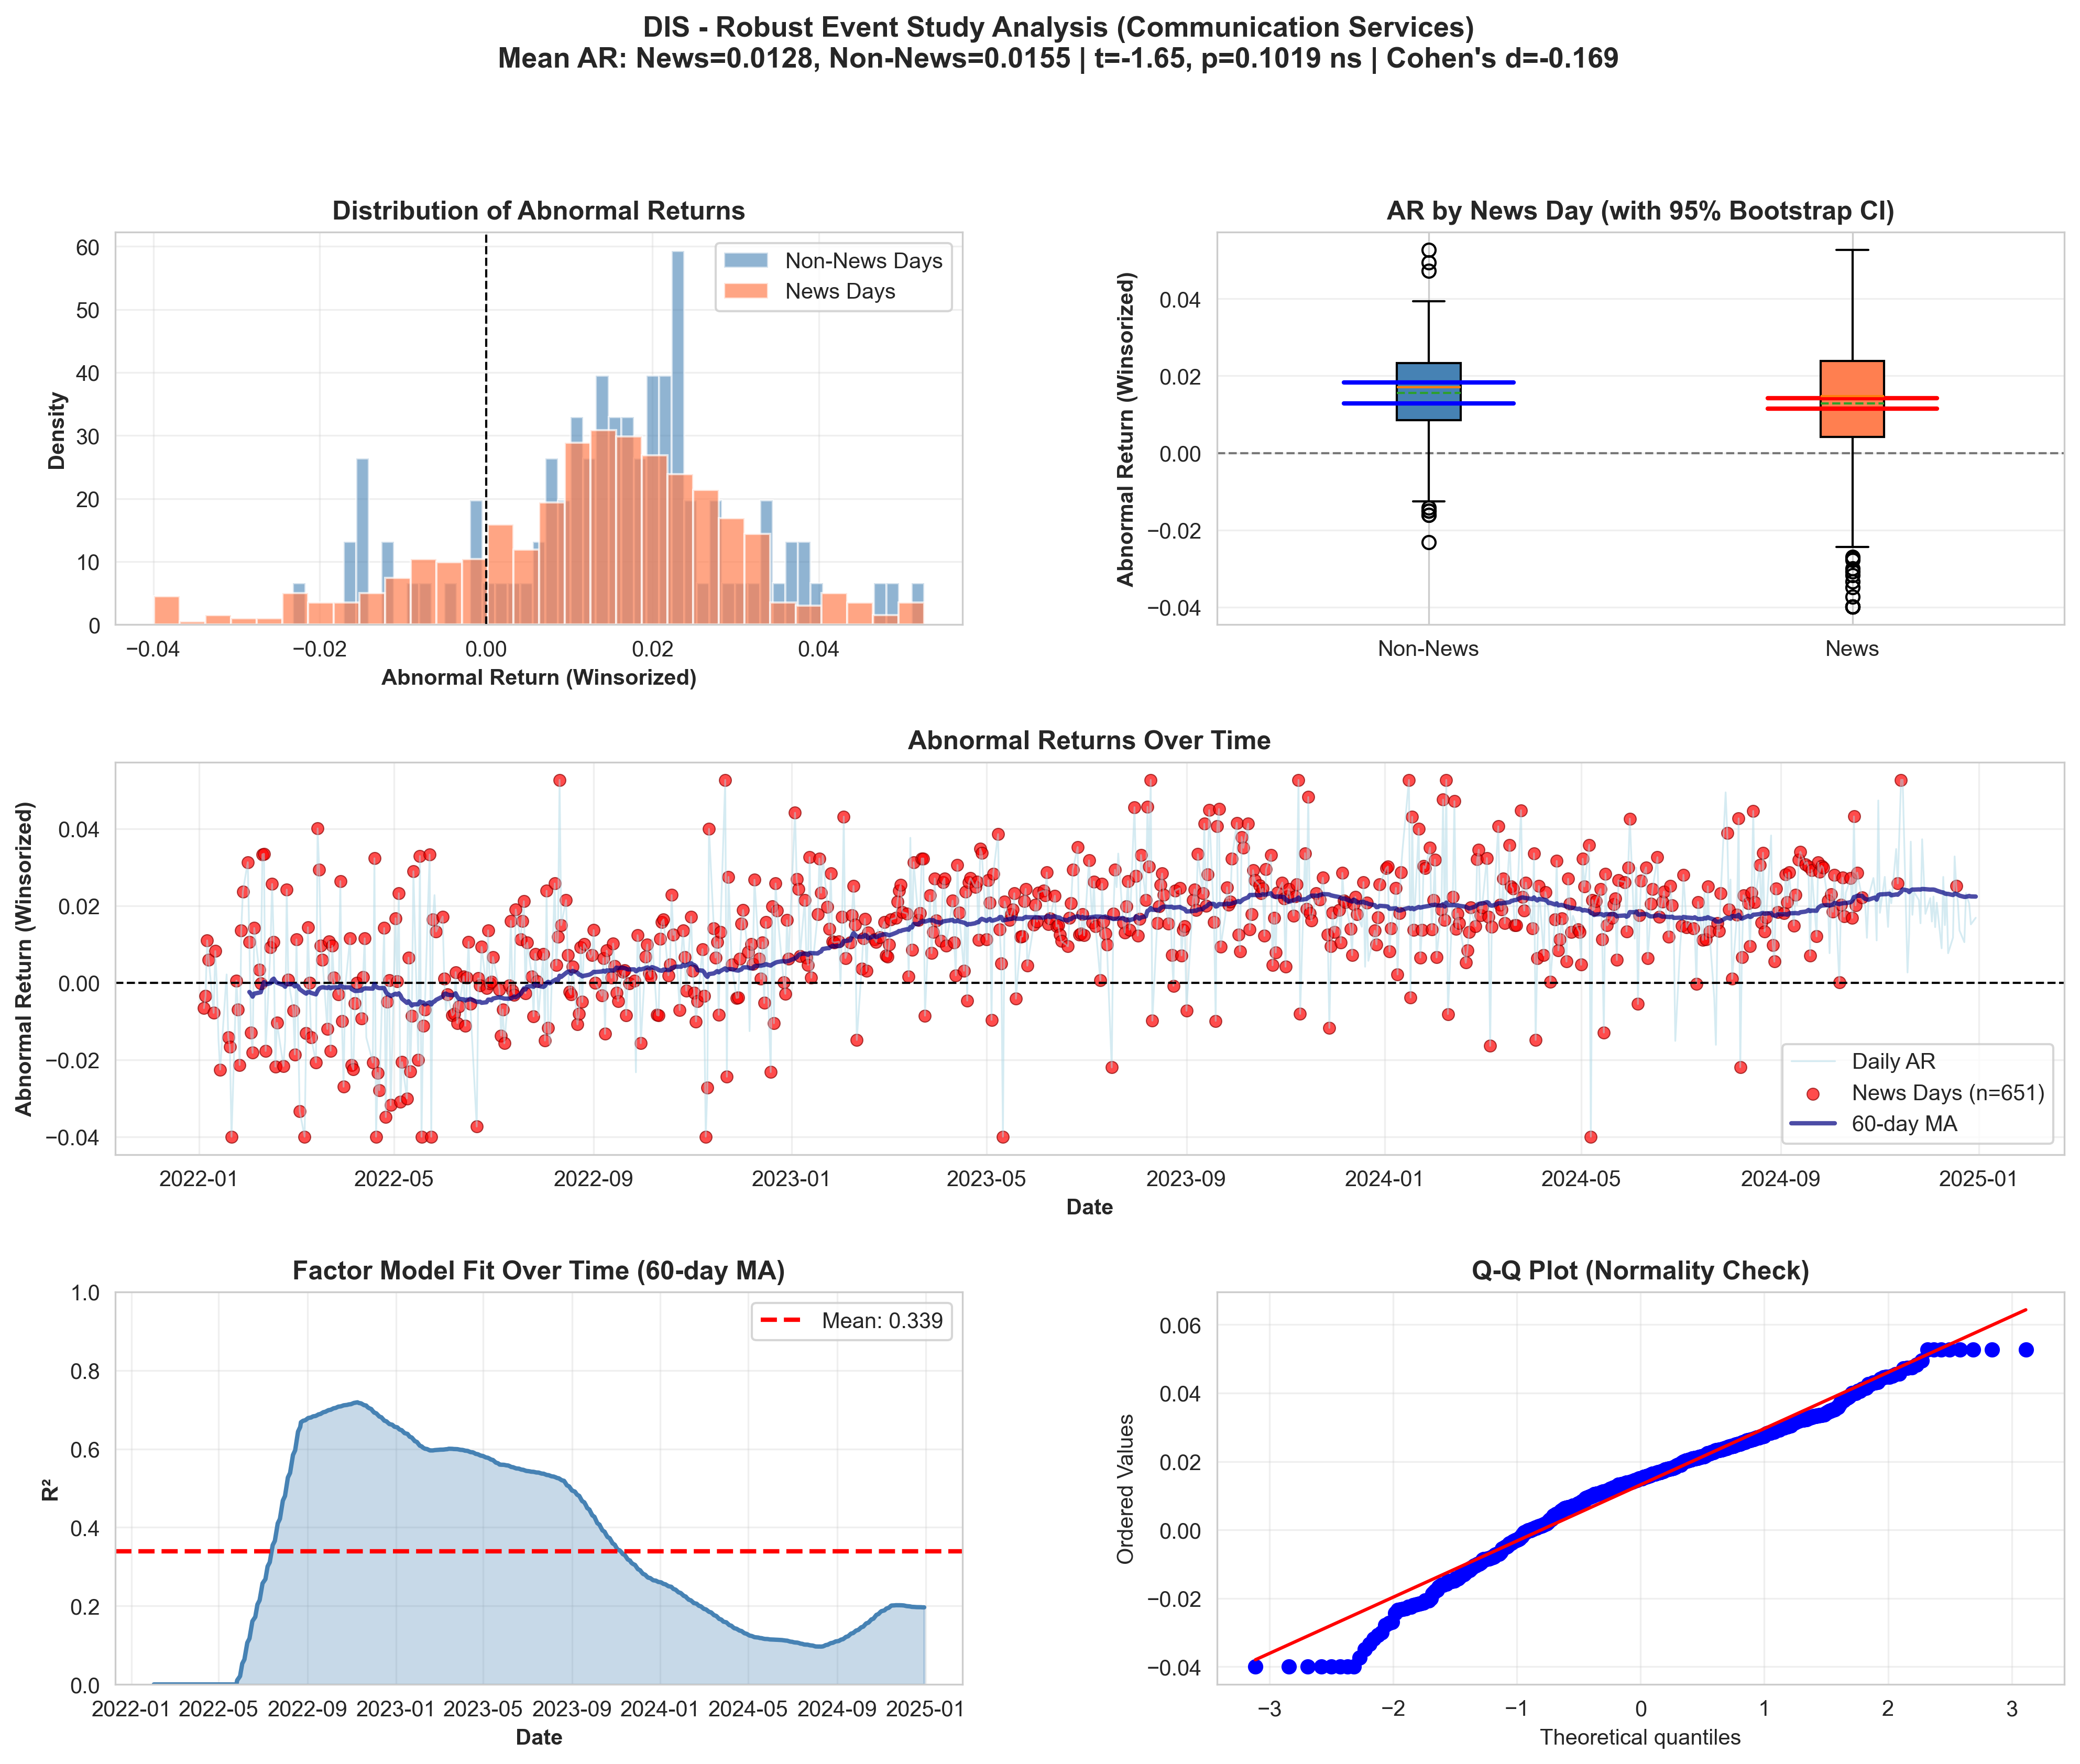 DIS - Robust Event Study Analysis (Communication Services)
Mean AR: News=0.0128, Non-News=0.0155 | t=-1.65, p=0.1019 ns | Cohen's d=-0.169
Distribution of Abnormal Returns
Density
60
50
40
30
20
10
0
Non-News Days
News Days
−0.04
−0.02
0.00
0.02
0.04
Abnormal Return (Winsorized)
AR by News Day (with 95% Bootstrap CI)
Abnormal Return (Winsorized)
0.04
0.02
0.00
−0.02
−0.04
Non-News
News
Abnormal Returns Over Time
Abnormal Return (Winsorized)
0.04
0.02
0.00
−0.02
−0.04
Daily AR
News Days (n=651)
60-day MA
2022-01
2022-05
2022-09
2023-01
2023-05
2023-09
2024-01
2024-05
2024-09
2025-01
Date
Factor Model Fit Over Time (60-day MA)
R²
1.0
0.8
0.6
0.4
0.2
0.0
Mean: 0.339
2022-01
2022-05
2022-09
2023-01
2023-05
2023-09
2024-01
2024-05
2024-09
2025-01
Date
Q-Q Plot (Normality Check)
Ordered Values
0.06
0.04
0.02
0.00
−0.02
−0.04
−3
−2
−1
0
1
2
3
Theoretical quantiles